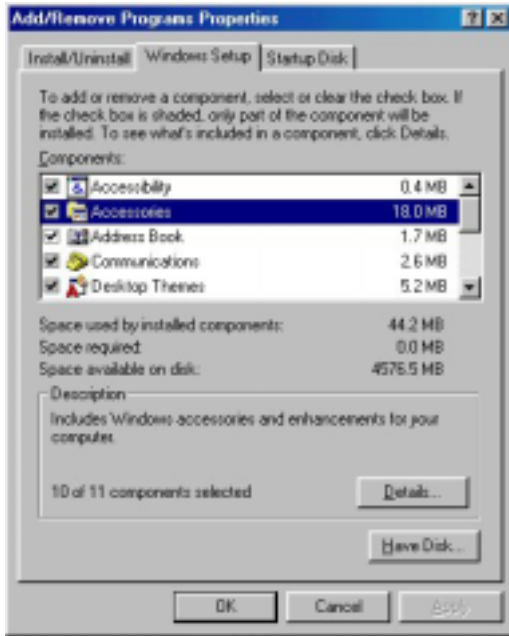 Add/Remove Programs Properties
Install/Uninstall Windows Setup Startup Disk
To add or remove a component, select or clear the check box. If
the check box is shaded, only part of the component will be
installed. To see what's included in a component, click Details.
Components:
Accessibility 0.4 MB
Accessories 18.0 MB
Address Book 1.7 MB
Communications 2.6 MB
Desktop Themes 5.2 MB
Space used by installed components: 44.2 MB
Space required: 0.0 MB
Space available on disk: 4576.5 MB
Description
Includes Windows accessories and enhancements for your
computer.
10 of 11 components selected
Details...
Have Disk...
OK Cancel Apply